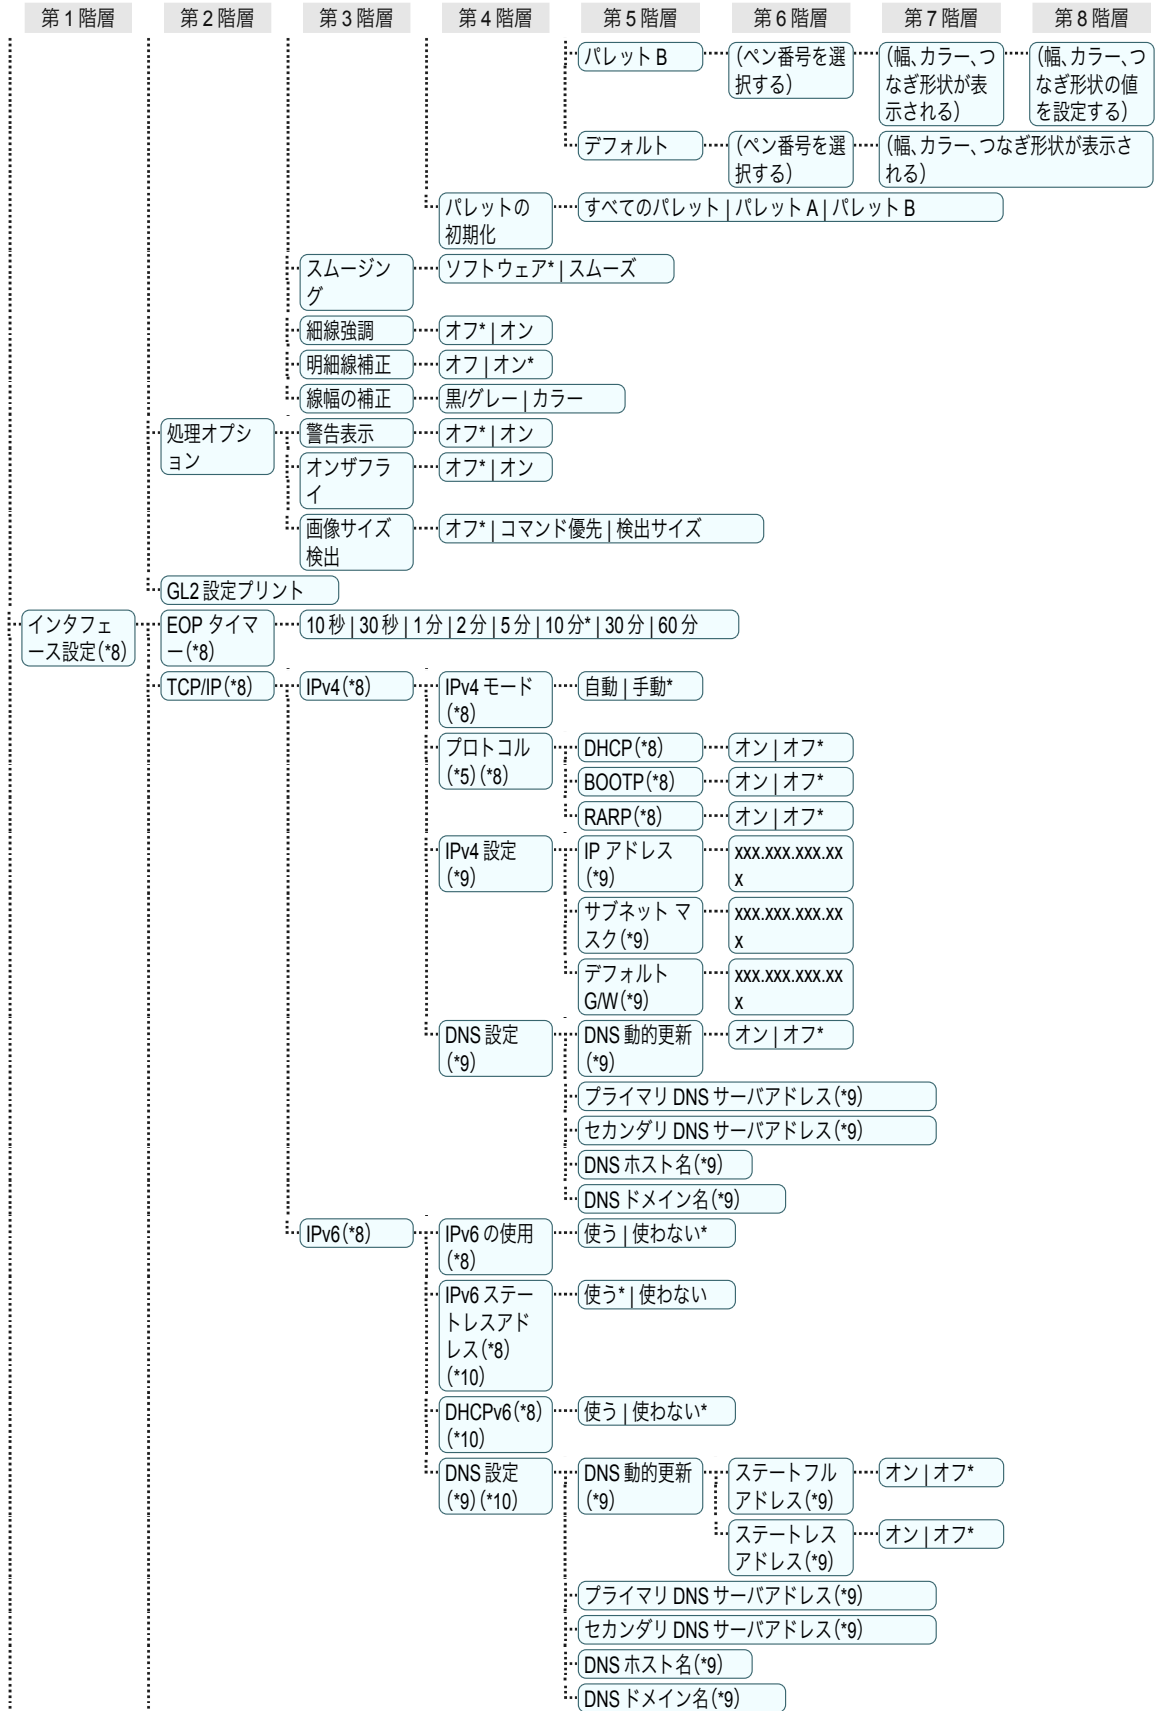 第 1 階層 第 2 階層 第 3 階層 第 4 階層 第 5 階層 第 6 階層 第 7 階層 第 8 階層
パレット B (ペン番号を選 (幅、カラー、つ (幅、カラー、つ
択する) なぎ形状が表 なぎ形状の値
示される) を設定する)
デフォルト (ペン番号を選 (幅、カラー、つなぎ形状が表示さ
択する) れる)
パレットの すべてのパレット | パレット A | パレット B
初期化
スムージン ソフトウェア* | スムーズ
グ
細線強調 オフ* | オン
明細線補正 オフ | オン*
線幅の補正 黒/グレー | カラー
処理オプシ 警告表示 オフ* | オン
ョン
オンザフラ オフ* | オン
イ
画像サイズ オフ* | コマンド優先 | 検出サイズ
検出
GL2 設定プリント
インタフェ EOP タイマ 10 秒 | 30 秒 | 1 分 | 2 分 | 5 分 | 10 分* | 30 分 | 60 分
ース設定(*8) ー(*8)
TCP/IP(*8) IPv4(*8) IPv4 モード 自動 | 手動*
(*8)
プロトコル DHCP(*8) オン | オフ*
(*5)(*8) BOOTP(*8) オン | オフ*
RARP(*8) オン | オフ*
IPv4 設定 IP アドレス xxx.xxx.xxx.xx
(*9) (*9) x
サブネット マ xxx.xxx.xxx.xx
スク(*9) x
デフォルト xxx.xxx.xxx.xx
G/W(*9) x
DNS 設定 DNS 動的更新 オン | オフ*
(*9) (*9)
プライマリ DNS サーバアドレス(*9)
セカンダリ DNS サーバアドレス(*9)
DNS ホスト名(*9)
DNS ドメイン名(*9)
IPv6(*8) IPv6 の使用 使う | 使わない*
(*8)
IPv6 ステー 使う* | 使わない
トレスアド
レス(*8)
(*10)
DHCPv6(*8) 使う | 使わない*
(*10)
DNS 設定 DNS 動的更新 ステートフル オン | オフ*
(*9)(*10) (*9) アドレス(*9)
ステートレス オン | オフ*
アドレス(*9)
プライマリ DNS サーバアドレス(*9)
セカンダリ DNS サーバアドレス(*9)
DNS ホスト名(*9)
DNS ドメイン名(*9)